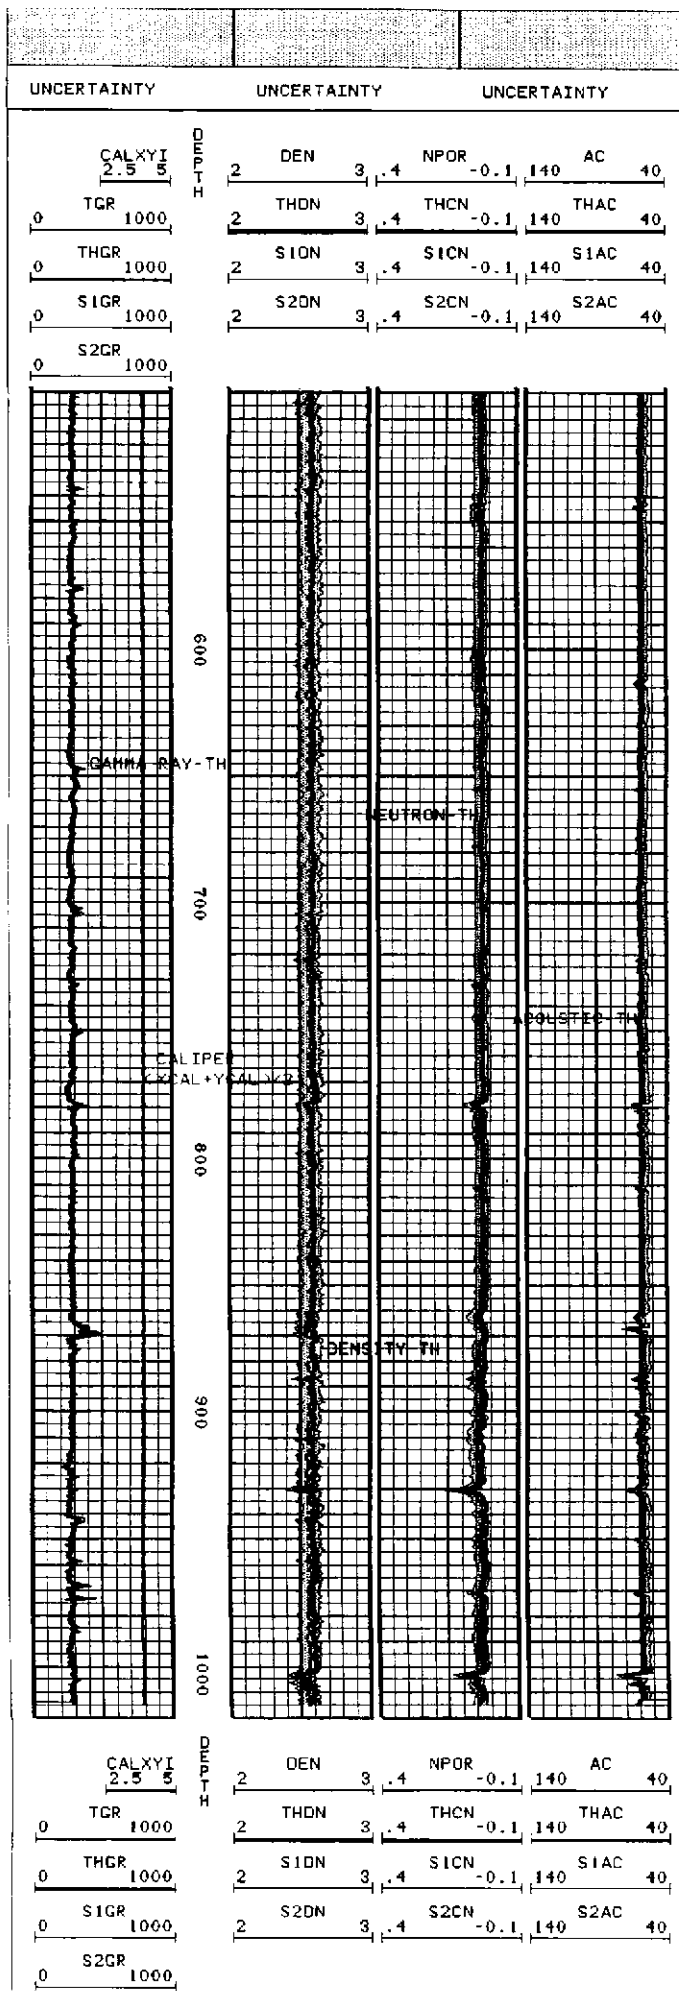 UNCERTAINTY UNCERTAINTY UNCERTAINTY
DEPTH
CALXYI DEN NPOR AC
2.5 5 2 3 .4 -0.1 140 40
TGR THDN THCN THAC
0 1000 2 3 .4 -0.1 140 40
THGR S1DN S1CN S1AC
0 1000 2 3 .4 -0.1 140 40
S1GR S2DN S2CN S2AC
0 1000 2 3 .4 -0.1 140 40
S2GR
0 1000
600
GAMMA RAY-TH
NEUTRON-TH
700
ACOUSTIC-TH
CALIPER
(XCAL+YCAL)/2
800
DENSITY-TH
900
1000
DEPTH
CALXYI DEN NPOR AC
2.5 5 2 3 .4 -0.1 140 40
TGR THDN THCN THAC
0 1000 2 3 .4 -0.1 140 40
THGR S1DN S1CN S1AC
0 1000 2 3 .4 -0.1 140 40
S1GR S2DN S2CN S2AC
0 1000 2 3 .4 -0.1 140 40
S2GR
0 1000